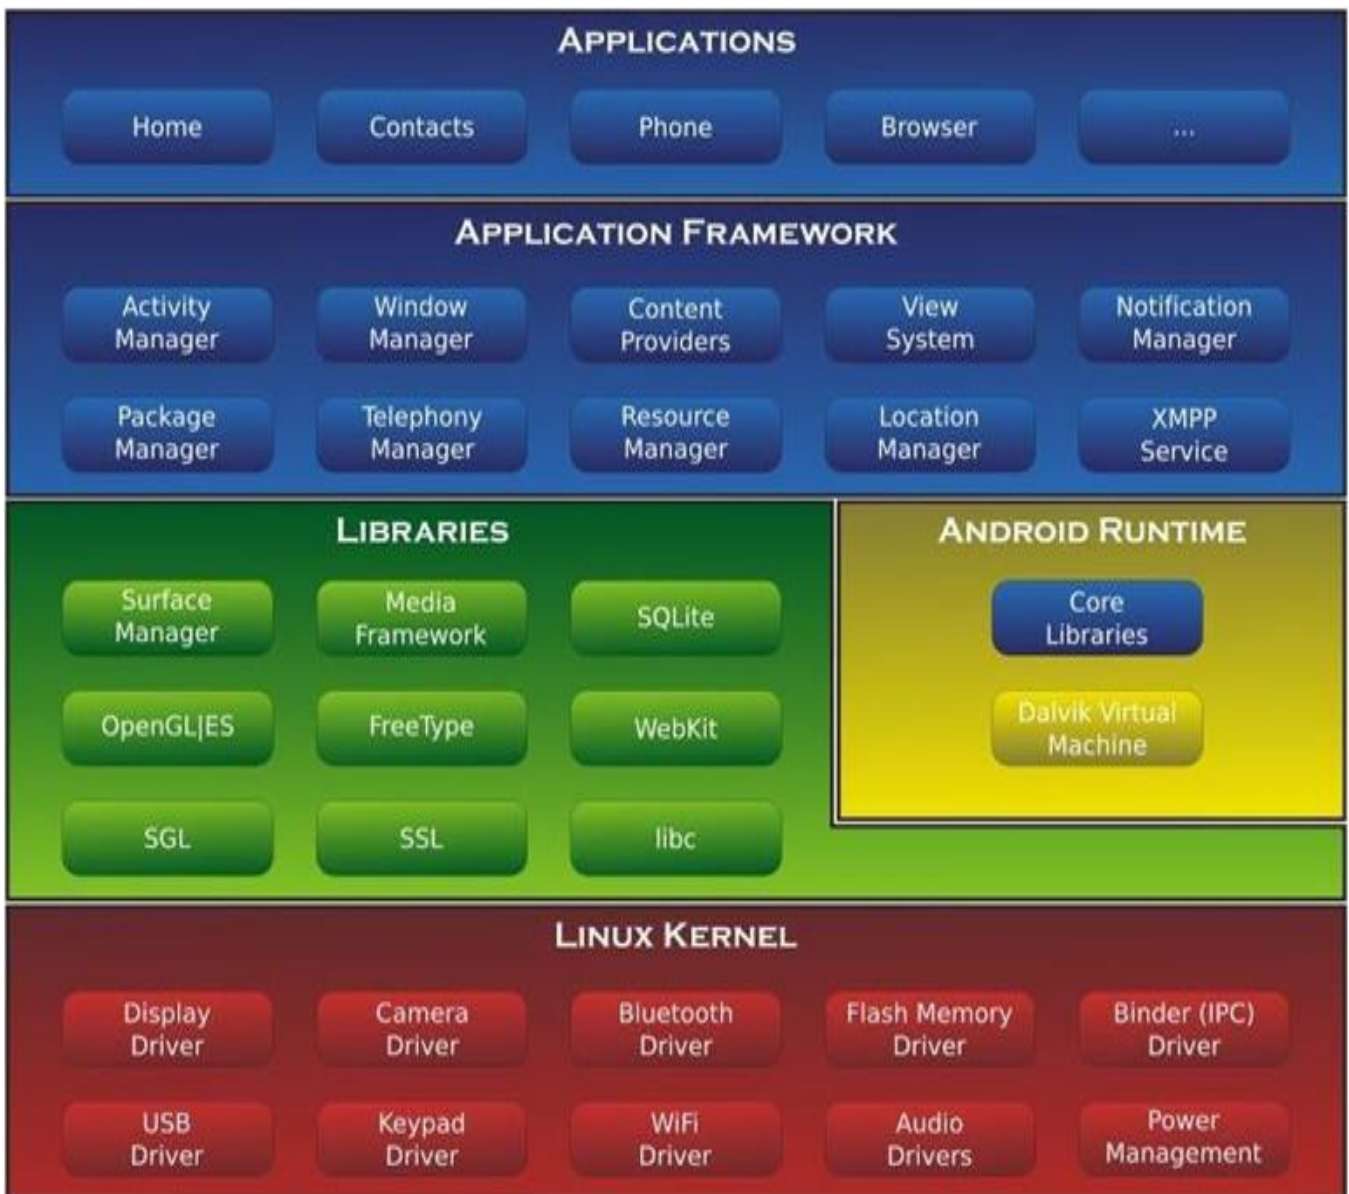 APPLICATIONS
Home
Contacts
Phone
Browser
...
APPLICATION FRAMEWORK
Activity
Manager
Window
Manager
Content
Providers
View
System
Notification
Manager
Package
Manager
Telephony
Manager
Resource
Manager
Location
Manager
XMPP
Service
LIBRARIES
Surface
Manager
Media
Framework
SQLite
OpenGL|ES
FreeType
WebKit
SGL
SSL
libc
ANDROID RUNTIME
Core
Libraries
Dalvik Virtual
Machine
LINUX KERNEL
Display
Driver
Camera
Driver
Bluetooth
Driver
Flash Memory
Driver
Binder (IPC)
Driver
USB
Driver
Keypad
Driver
WiFi
Driver
Audio
Drivers
Power
Management